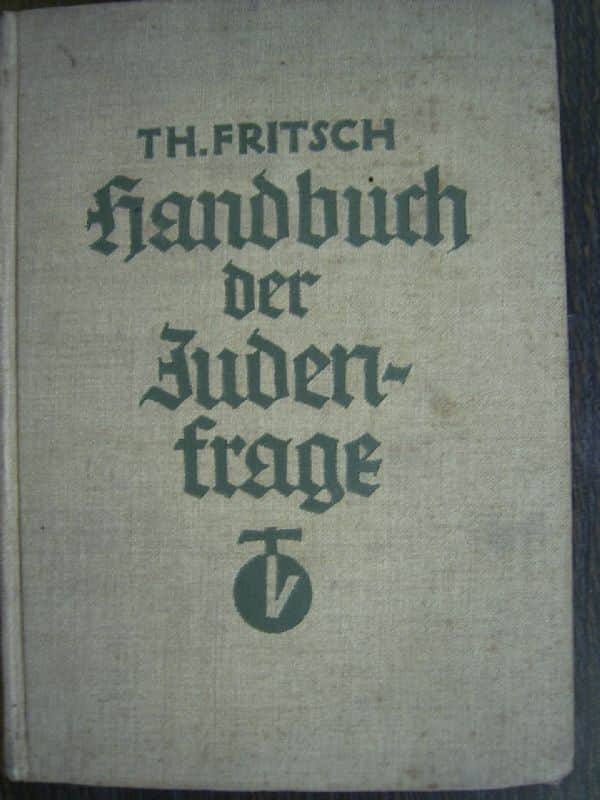 TH. FRITSCH
Handbuch
der
Juden-
frage